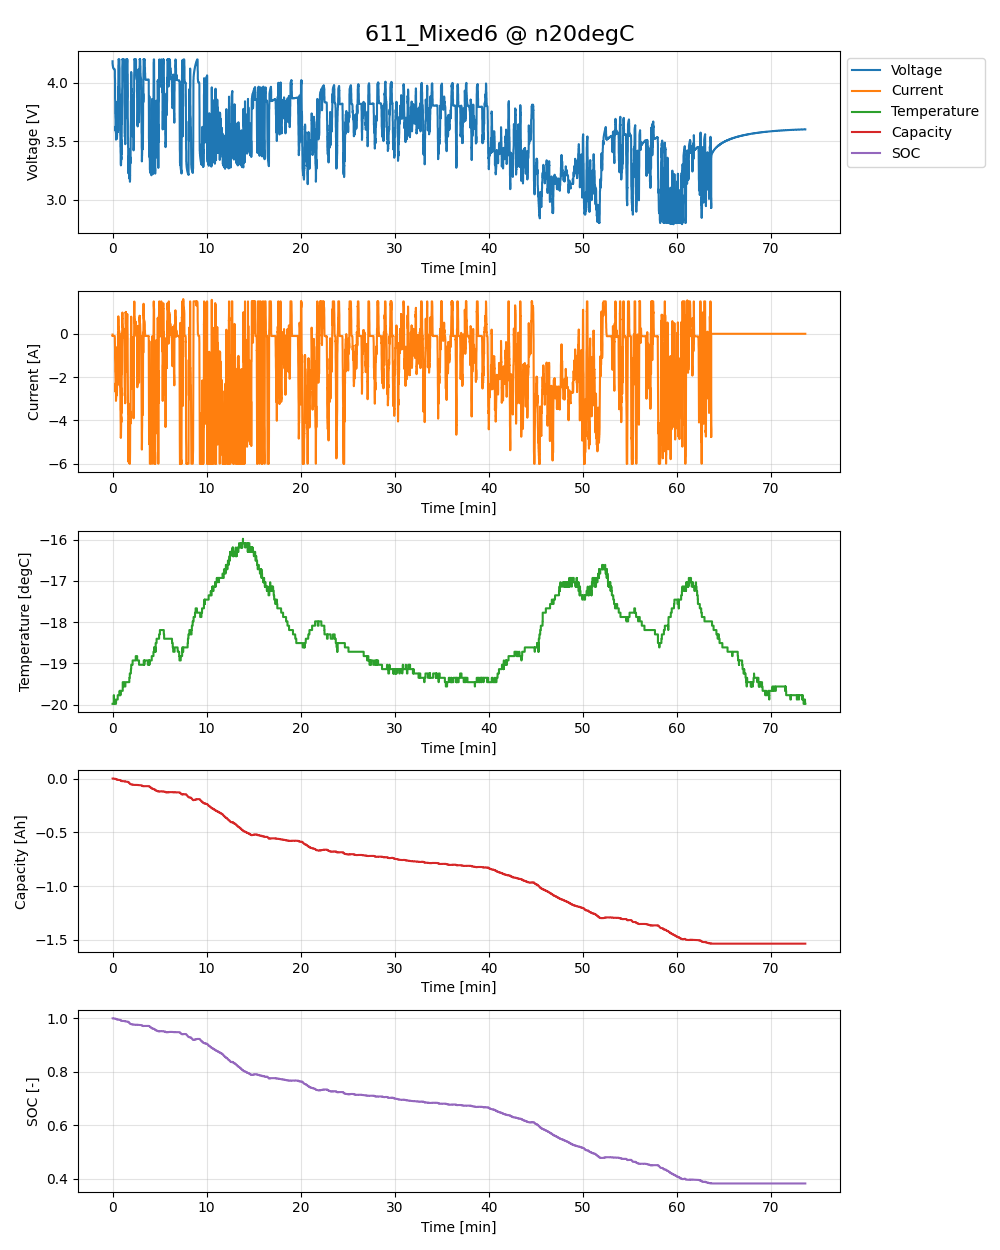 611_Mixed6 @ n20degC
4.0
3.5
3.0
Voltage [V]
0 10 20 30 40 50 60 70
Time [min]
Voltage
Current
Temperature
Capacity
SOC
0
−2
−4
−6
Current [A]
0 10 20 30 40 50 60 70
Time [min]
−16
−17
−18
−19
−20
Temperature [degC]
0 10 20 30 40 50 60 70
Time [min]
0.0
−0.5
−1.0
−1.5
Capacity [Ah]
0 10 20 30 40 50 60 70
Time [min]
1.0
0.8
0.6
0.4
SOC [-]
0 10 20 30 40 50 60 70
Time [min]